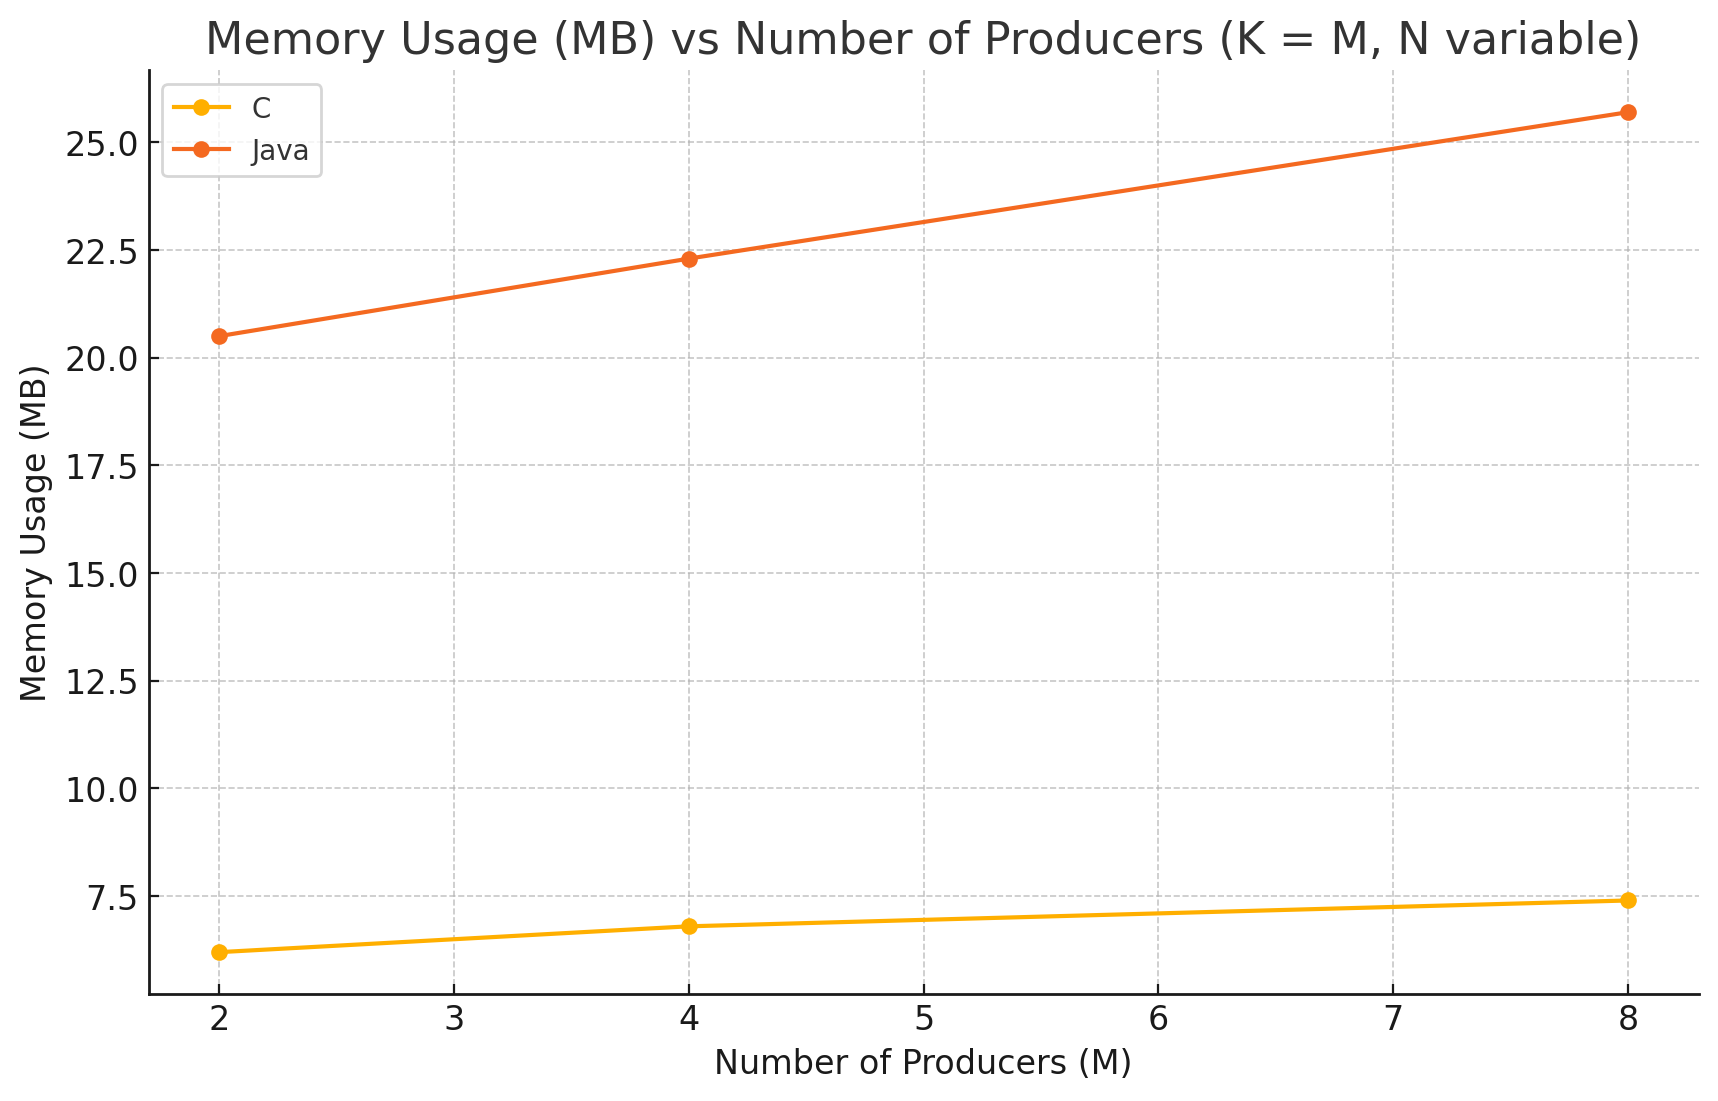 Memory Usage (MB) vs Number of Producers (K = M, N variable)
C
Java
25.0
22.5
20.0
17.5
15.0
12.5
10.0
7.5
Memory Usage (MB)
2 3 4 5 6 7 8
Number of Producers (M)